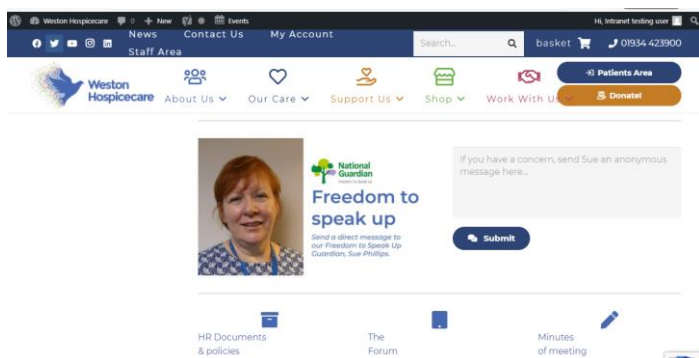 Weston Hospicecare 0 + New Events Hi, Intranet testing user
News Contact Us My Account
Staff Area
Search... basket 01934 423900
Weston
Hospicecare
About Us Our Care Support Us Shop Work With Us
Patients Area
Donate!
National
Guardian
Freedom to
speak up
Send a direct message to
our Freedom to Speak Up
Guardian, Sue Phillips.
If you have a concern, send Sue an anonymous
message here...
Submit
HR Documents
& policies
The
Forum
Minutes
of meeting